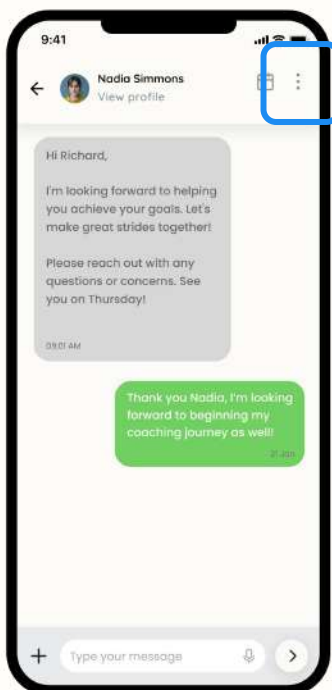 9:41
Nadia Simmons
View profile
Hi Richard,
I'm looking forward to helping
you achieve your goals. Let's
make great strides together!
Please reach out with any
questions or concerns. See
you on Thursday!
09:01 AM
Thank you Nadia, I'm looking
forward to beginning my
coaching journey as well!
21 Jan
Type your message